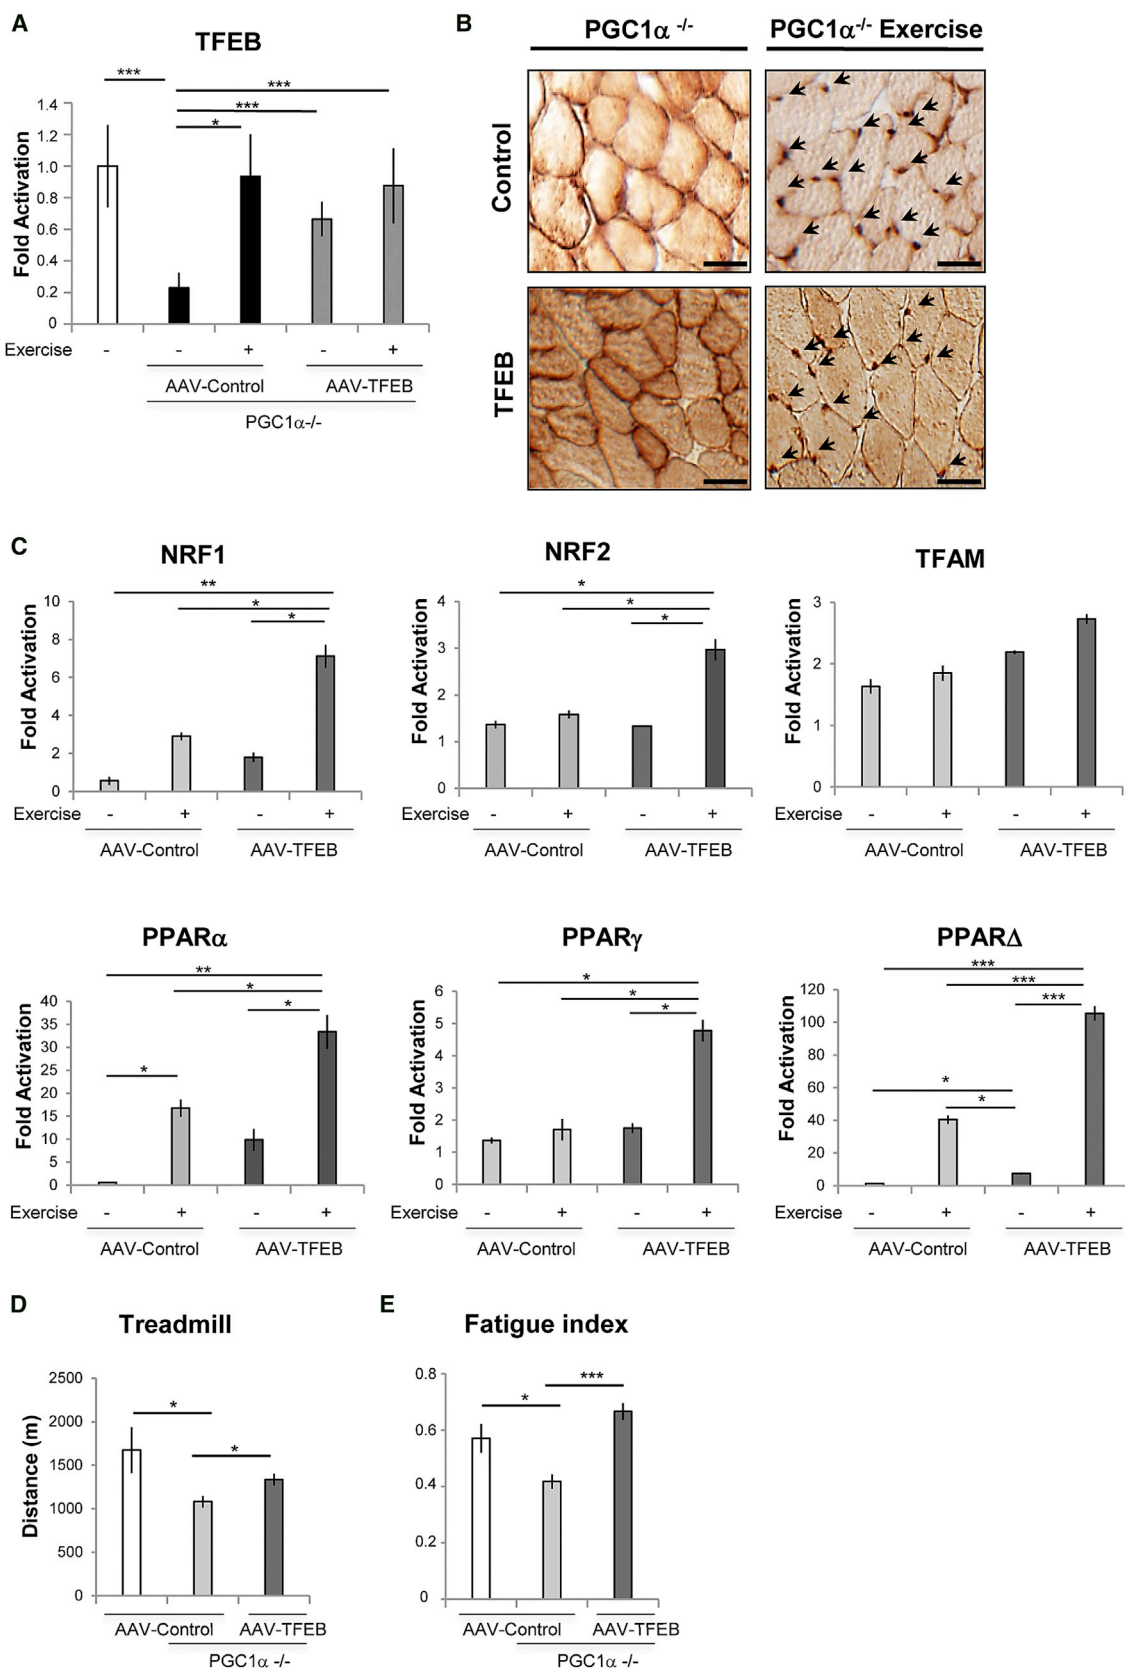 A
TFEB
***
***
***
*
Fold Activation
1.4
1.2
1.0
0.8
0.6
0.4
0.2
0
Exercise - - + - +
AAV-Control AAV-TFEB
PGC1α-/-
B
PGC1α -/- PGC1α-/- Exercise
Control
TFEB
C
NRF1
**
*
*
Fold Activation
10
8
6
4
2
0
Exercise - + - +
AAV-Control AAV-TFEB
NRF2
*
*
*
Fold Activation
4
3
2
1
0
Exercise - + - +
AAV-Control AAV-TFEB
TFAM
Fold Activation
3
2
1
0
Exercise - + - +
AAV-Control AAV-TFEB
PPARα
**
*
*
*
Fold Activation
40
35
30
25
20
15
10
5
0
Exercise - + - +
AAV-Control AAV-TFEB
PPARγ
*
*
*
Fold Activation
6
5
4
3
2
1
0
Exercise - + - +
AAV-Control AAV-TFEB
PPARΔ
***
***
***
*
*
Fold Activation
120
100
80
60
40
20
0
Exercise - + - +
AAV-Control AAV-TFEB
D
Treadmill
*
*
Distance (m)
2500
2000
1500
1000
500
0
AAV-Control AAV-TFEB
PGC1α -/-
E
Fatigue index
***
*
0.8
0.6
0.4
0.2
0
AAV-Control AAV-TFEB
PGC1α -/-